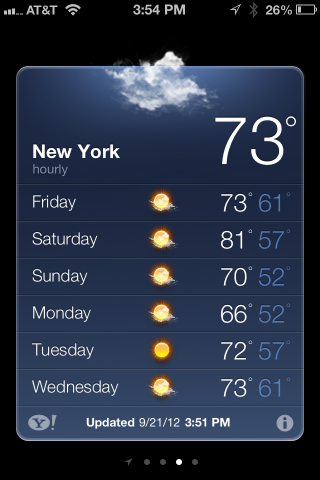 AT&T 3:54 PM 26%
73°
New York
hourly
Friday 73° 61°
Saturday 81° 57°
Sunday 70° 52°
Monday 66° 52°
Tuesday 72° 57°
Wednesday 73° 61°
Y! Updated 9/21/12 3:51 PM i